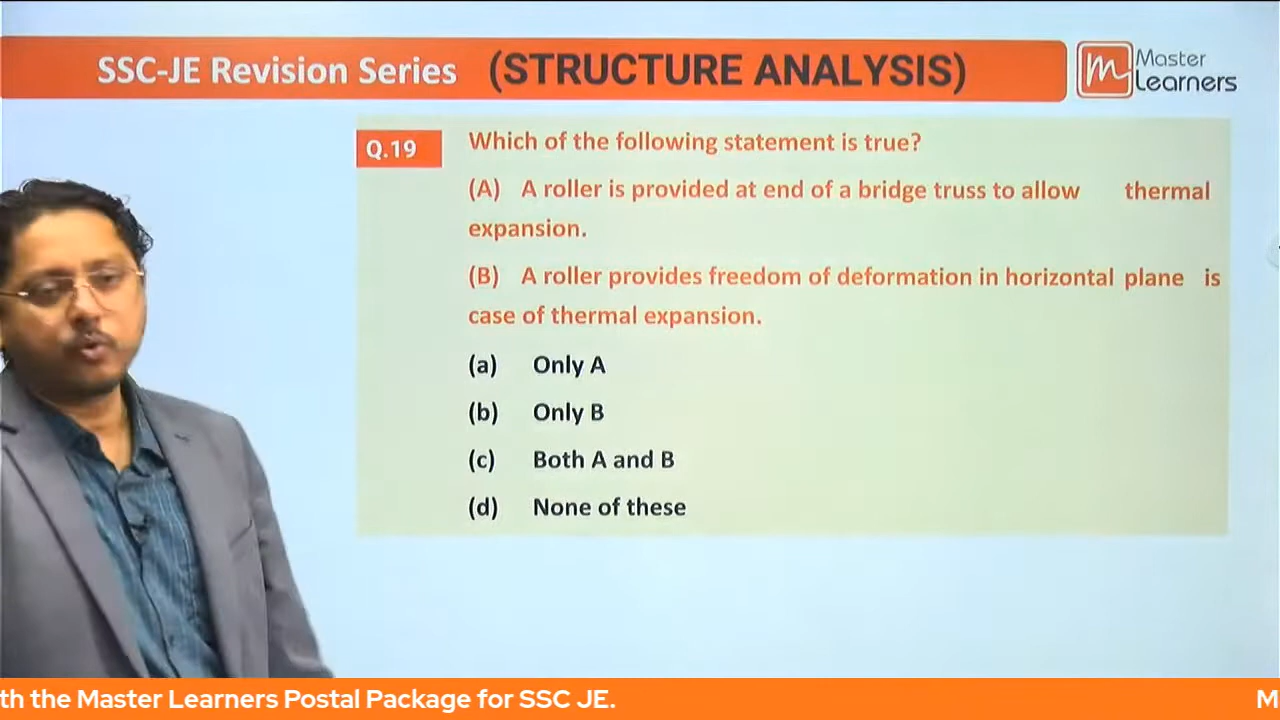 SSC-JE Revision Series (STRUCTURE ANALYSIS)
Master
Learners
Q.19 Which of the following statement is true?
(A) A roller is provided at end of a bridge truss to allow thermal
expansion.
(B) A roller provides freedom of deformation in horizontal plane is
case of thermal expansion.
(a) Only A
(b) Only B
(c) Both A and B
(d) None of these
th the Master Learners Postal Package for SSC JE. M